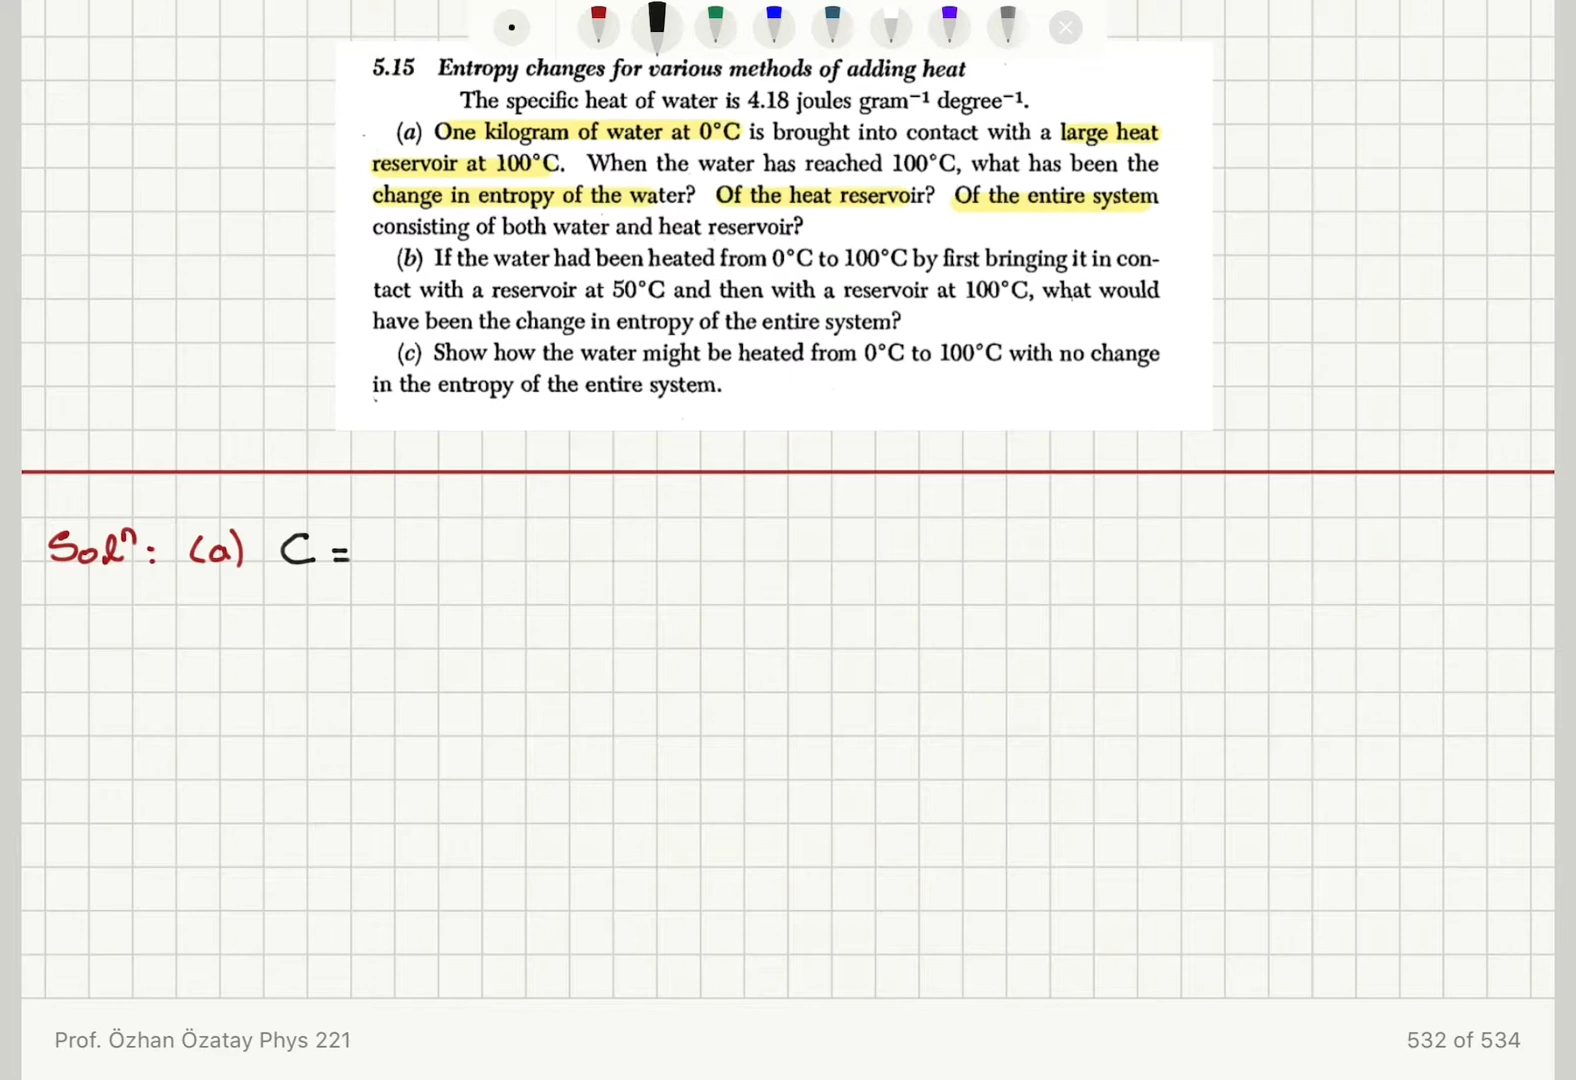 5.15 Entropy changes for various methods of adding heat
The specific heat of water is 4.18 joules gram⁻¹ degree⁻¹.
(a) One kilogram of water at 0°C is brought into contact with a large heat
reservoir at 100°C. When the water has reached 100°C, what has been the
change in entropy of the water? Of the heat reservoir? Of the entire system
consisting of both water and heat reservoir?
(b) If the water had been heated from 0°C to 100°C by first bringing it in con-
tact with a reservoir at 50°C and then with a reservoir at 100°C, what would
have been the change in entropy of the entire system?
(c) Show how the water might be heated from 0°C to 100°C with no change
in the entropy of the entire system.
Solⁿ: (a) C =
Prof. Özhan Özatay Phys 221
532 of 534